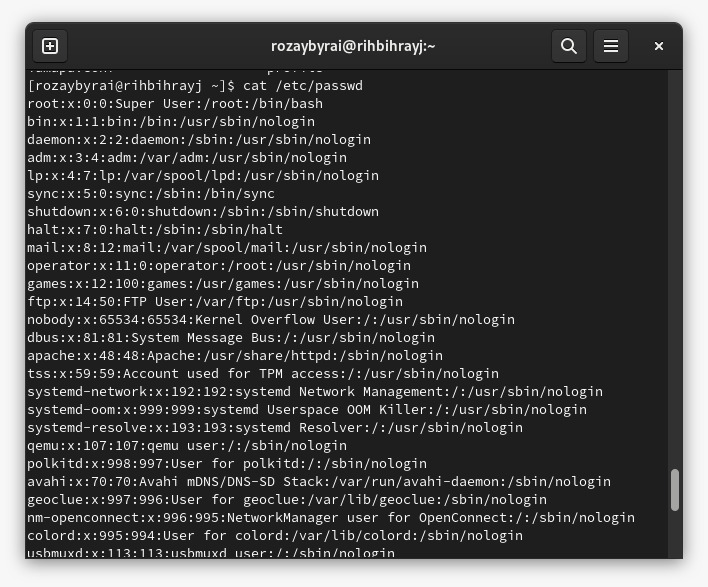 rozaybyrai@rihbihrayj:~
[rozaybyrai@rihbihrayj ~]$ cat /etc/passwd
root:x:0:0:Super User:/root:/bin/bash
bin:x:1:1:bin:/bin:/usr/sbin/nologin
daemon:x:2:2:daemon:/sbin:/usr/sbin/nologin
adm:x:3:4:adm:/var/adm:/usr/sbin/nologin
lp:x:4:7:lp:/var/spool/lpd:/usr/sbin/nologin
sync:x:5:0:sync:/sbin:/bin/sync
shutdown:x:6:0:shutdown:/sbin:/sbin/shutdown
halt:x:7:0:halt:/sbin:/sbin/halt
mail:x:8:12:mail:/var/spool/mail:/usr/sbin/nologin
operator:x:11:0:operator:/root:/usr/sbin/nologin
games:x:12:100:games:/usr/games:/usr/sbin/nologin
ftp:x:14:50:FTP User:/var/ftp:/usr/sbin/nologin
nobody:x:65534:65534:Kernel Overflow User:/:/usr/sbin/nologin
dbus:x:81:81:System Message Bus:/:/usr/sbin/nologin
apache:x:48:48:Apache:/usr/share/httpd:/sbin/nologin
tss:x:59:59:Account used for TPM access:/:/usr/sbin/nologin
systemd-network:x:192:192:systemd Network Management:/:/usr/sbin/nologin
systemd-oom:x:999:999:systemd Userspace OOM Killer:/:/usr/sbin/nologin
systemd-resolve:x:193:193:systemd Resolver:/:/usr/sbin/nologin
qemu:x:107:107:qemu user:/:/sbin/nologin
polkitd:x:998:997:User for polkitd:/:/sbin/nologin
avahi:x:70:70:Avahi mDNS/DNS-SD Stack:/var/run/avahi-daemon:/sbin/nologin
geoclue:x:997:996:User for geoclue:/var/lib/geoclue:/sbin/nologin
nm-openconnect:x:996:995:NetworkManager user for OpenConnect:/:/sbin/nologin
colord:x:995:994:User for colord:/var/lib/colord:/sbin/nologin
usbmuxd:x:113:113:usbmuxd user:/:/sbin/nologin